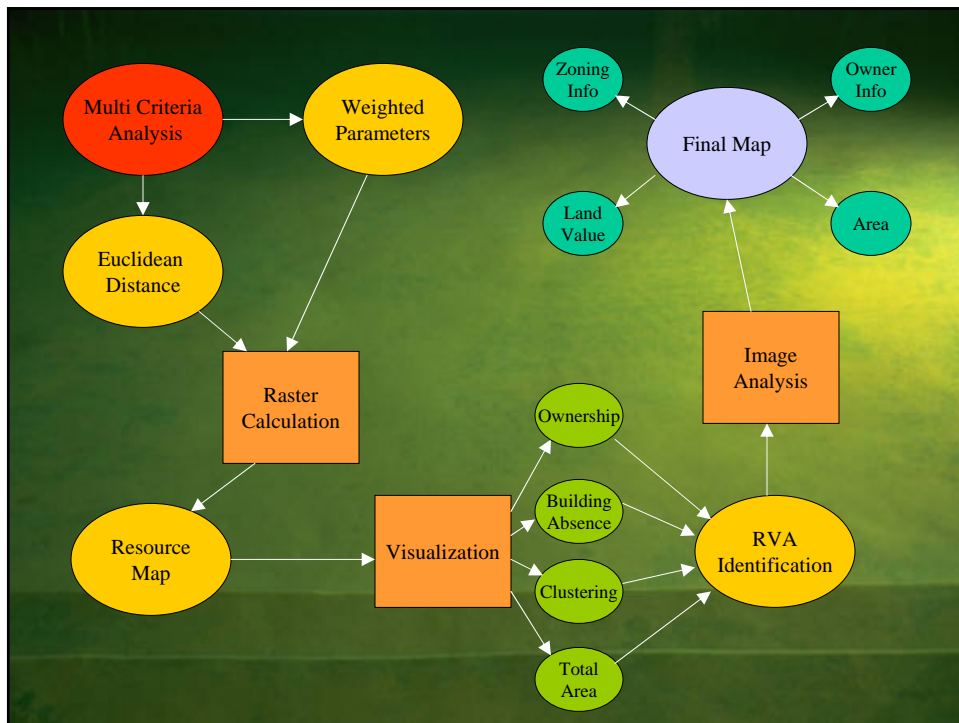 Multi Criteria
Analysis
Weighted
Parameters
Zoning
Info
Owner
Info
Final Map
Land
Value
Area
Euclidean
Distance
Raster
Calculation
Image
Analysis
Ownership
Building
Absence
Resource
Map
Visualization
Clustering
RVA
Identification
Total
Area